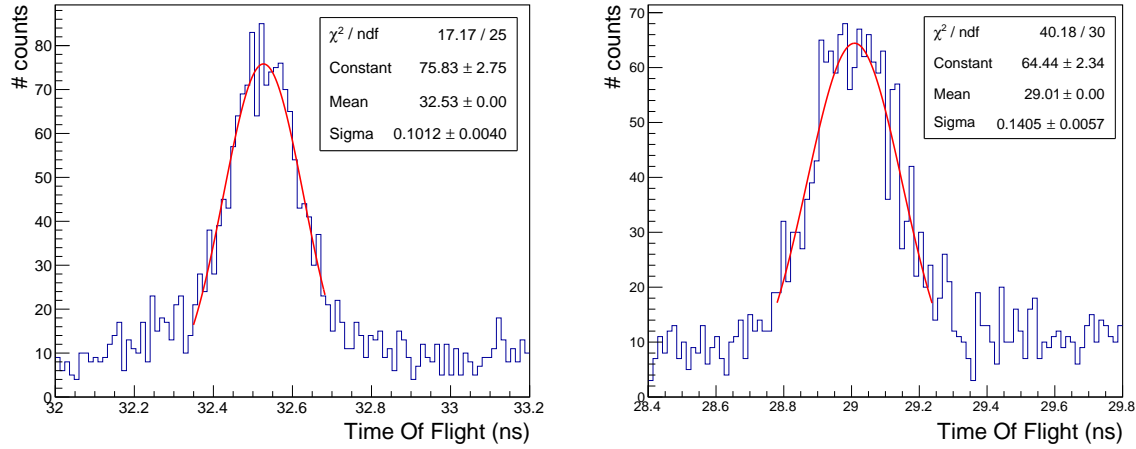 # counts
80
70
60
50
40
30
20
10
0
χ² / ndf 17.17 / 25
Constant 75.83 ± 2.75
Mean 32.53 ± 0.00
Sigma 0.1012 ± 0.0040
32 32.2 32.4 32.6 32.8 33 33.2
Time Of Flight (ns)
# counts
70
60
50
40
30
20
10
0
χ² / ndf 40.18 / 30
Constant 64.44 ± 2.34
Mean 29.01 ± 0.00
Sigma 0.1405 ± 0.0057
28.4 28.6 28.8 29 29.2 29.4 29.6 29.8
Time Of Flight (ns)